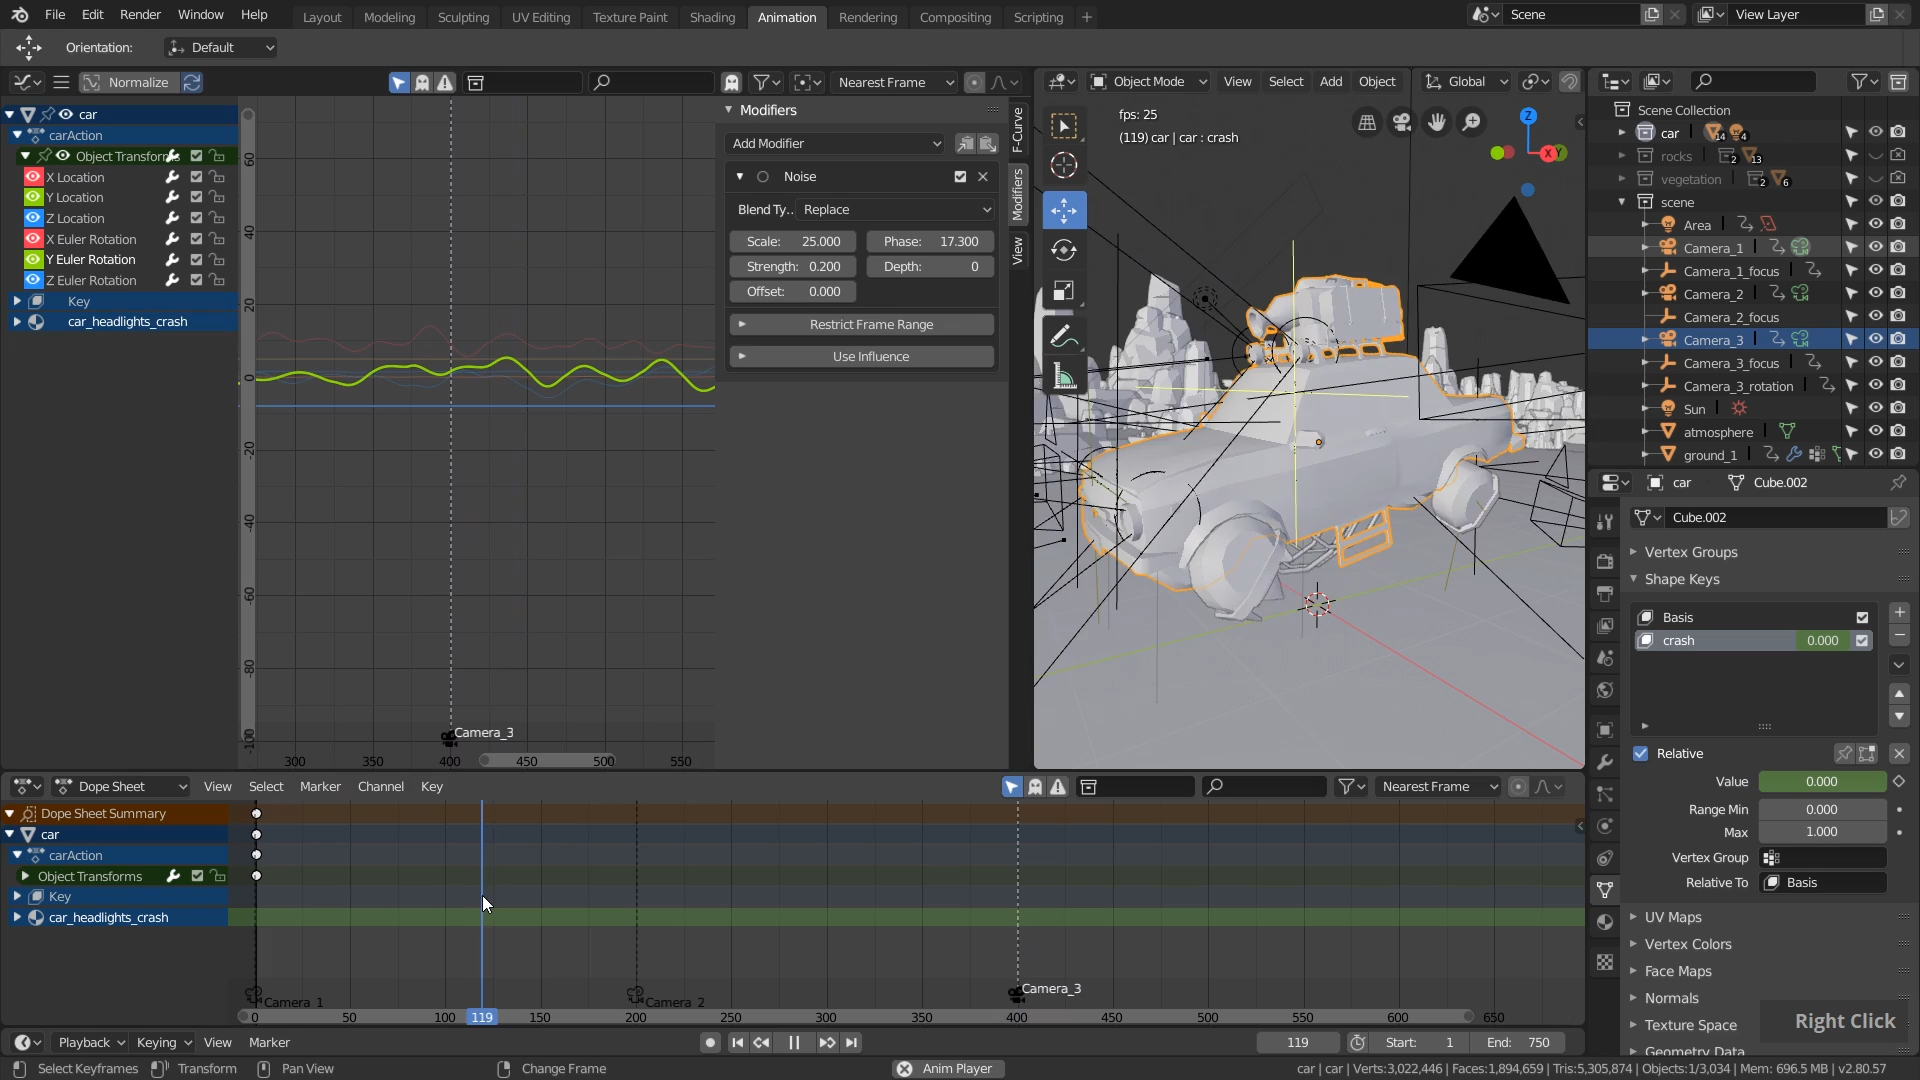 File Edit Render Window Help
Layout Modeling Sculpting UV Editing Texture Paint Shading Animation Rendering Compositing Scripting +
Scene
View Layer
Orientation: Default
Normalize
Nearest Frame
Object Mode View Select Add Object Global
car
carAction
Object Transforms
X Location
Y Location
Z Location
X Euler Rotation
Y Euler Rotation
Z Euler Rotation
Key
car_headlights_crash
60
40
20
0
-20
-40
-60
-80
-100
Camera_3
300 350 400 450 500 550
Modifiers
Add Modifier
Noise
Blend Ty.. Replace
Scale: 25.000 Phase: 17.300
Strength: 0.200 Depth: 0
Offset: 0.000
Restrict Frame Range
Use Influence
F-Curve
Modifiers
View
fps: 25
(119) car | car : crash
Z
X
Y
Scene Collection
car 14 4
rocks 2 13
vegetation 2 6
scene
Area
Camera_1
Camera_1_focus
Camera_2
Camera_2_focus
Camera_3
Camera_3_focus
Camera_3_rotation
Sun
atmosphere
ground_1
car Cube.002
Cube.002
Vertex Groups
Shape Keys
Basis
crash 0.000
Relative
Value 0.000
Range Min 0.000
Max 1.000
Vertex Group
Relative To Basis
UV Maps
Vertex Colors
Face Maps
Normals
Texture Space
Geometry Data
Right Click
Dope Sheet View Select Marker Channel Key
Nearest Frame
Dope Sheet Summary
car
carAction
Object Transforms
Key
car_headlights_crash
Camera_1 Camera_2 Camera_3
0 50 100 119 150 200 250 300 350 400 450 500 550 600 650
Playback Keying View Marker
119 Start: 1 End: 750
Select Keyframes Transform Pan View Change Frame Anim Player
car | car | Verts:3,022,446 | Faces:1,894,659 | Tris:5,305,874 | Objects:1/3,034 | Mem: 696.5 MB | v2.80.57